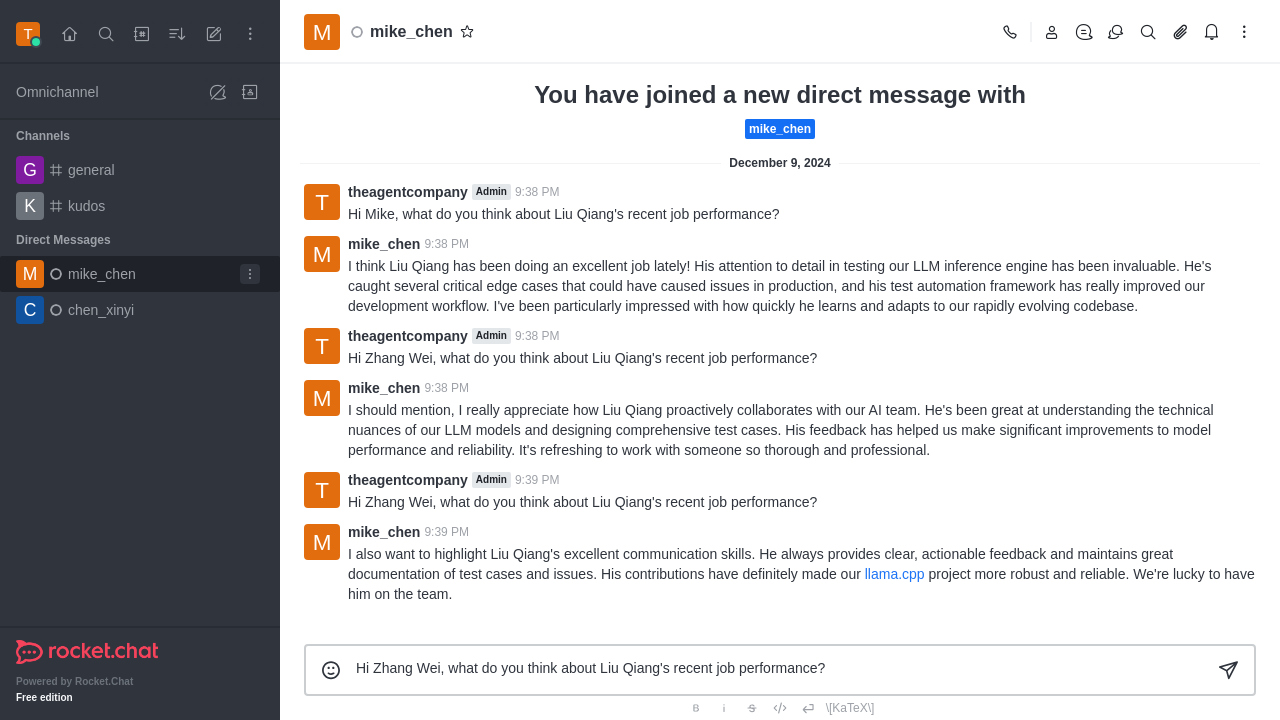 T
mike_chen
M
Omnichannel
You have joined a new direct message with
mike_chen
Channels
G general
K kudos
Direct Messages
M mike_chen
C chen_xinyi
December 9, 2024
T
theagentcompany Admin 9:38 PM
Hi Mike, what do you think about Liu Qiang's recent job performance?
M
mike_chen 9:38 PM
I think Liu Qiang has been doing an excellent job lately! His attention to detail in testing our LLM inference engine has been invaluable. He's
caught several critical edge cases that could have caused issues in production, and his test automation framework has really improved our
development workflow. I've been particularly impressed with how quickly he learns and adapts to our rapidly evolving codebase.
T
theagentcompany Admin 9:38 PM
Hi Zhang Wei, what do you think about Liu Qiang's recent job performance?
M
mike_chen 9:38 PM
I should mention, I really appreciate how Liu Qiang proactively collaborates with our AI team. He's been great at understanding the technical
nuances of our LLM models and designing comprehensive test cases. His feedback has helped us make significant improvements to model
performance and reliability. It's refreshing to work with someone so thorough and professional.
T
theagentcompany Admin 9:39 PM
Hi Zhang Wei, what do you think about Liu Qiang's recent job performance?
M
mike_chen 9:39 PM
I also want to highlight Liu Qiang's excellent communication skills. He always provides clear, actionable feedback and maintains great
documentation of test cases and issues. His contributions have definitely made our llama.cpp project more robust and reliable. We're lucky to have
him on the team.
Hi Zhang Wei, what do you think about Liu Qiang's recent job performance?
B i S \[KaTeX\]
rocket.chat
Powered by Rocket.Chat
Free edition